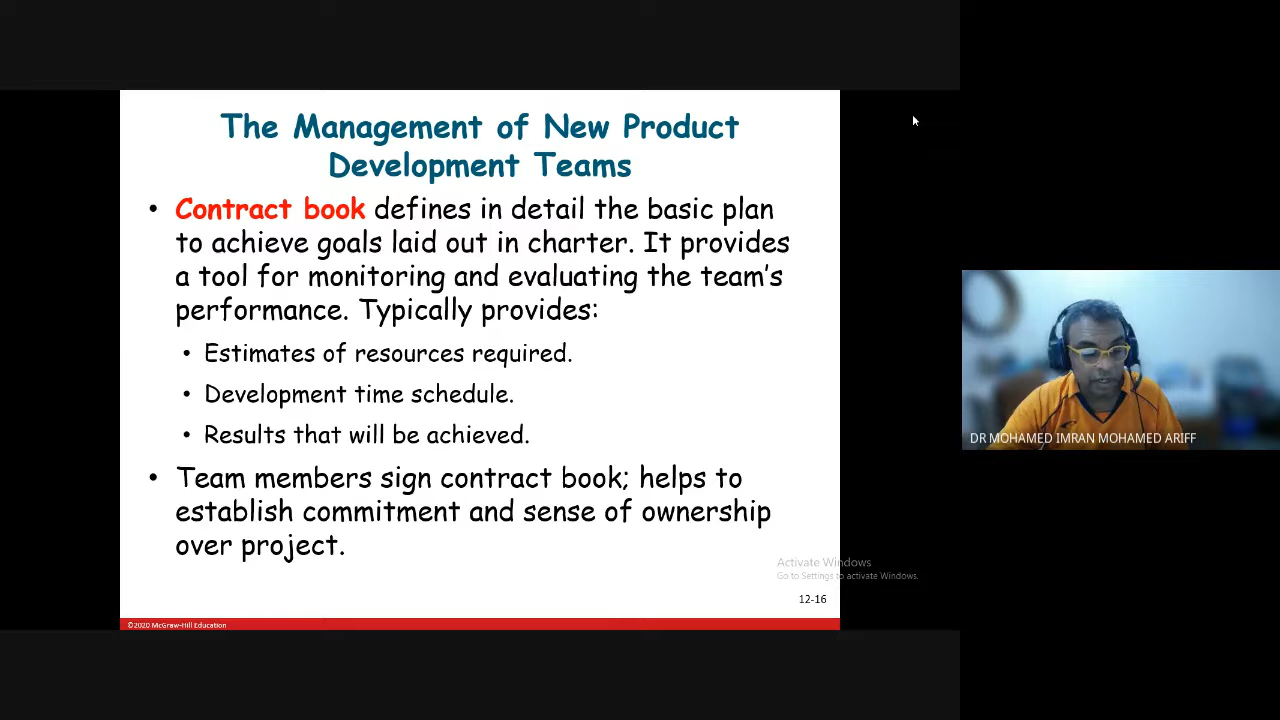 The Management of New Product
Development Teams
• Contract book defines in detail the basic plan
to achieve goals laid out in charter. It provides
a tool for monitoring and evaluating the team's
performance. Typically provides:
• Estimates of resources required.
• Development time schedule.
• Results that will be achieved.
• Team members sign contract book; helps to
establish commitment and sense of ownership
over project.
Activate Windows
Go to Settings to activate Windows.
12-16
©2020 McGraw-Hill Education
DR MOHAMED IMRAN MOHAMED ARIFF